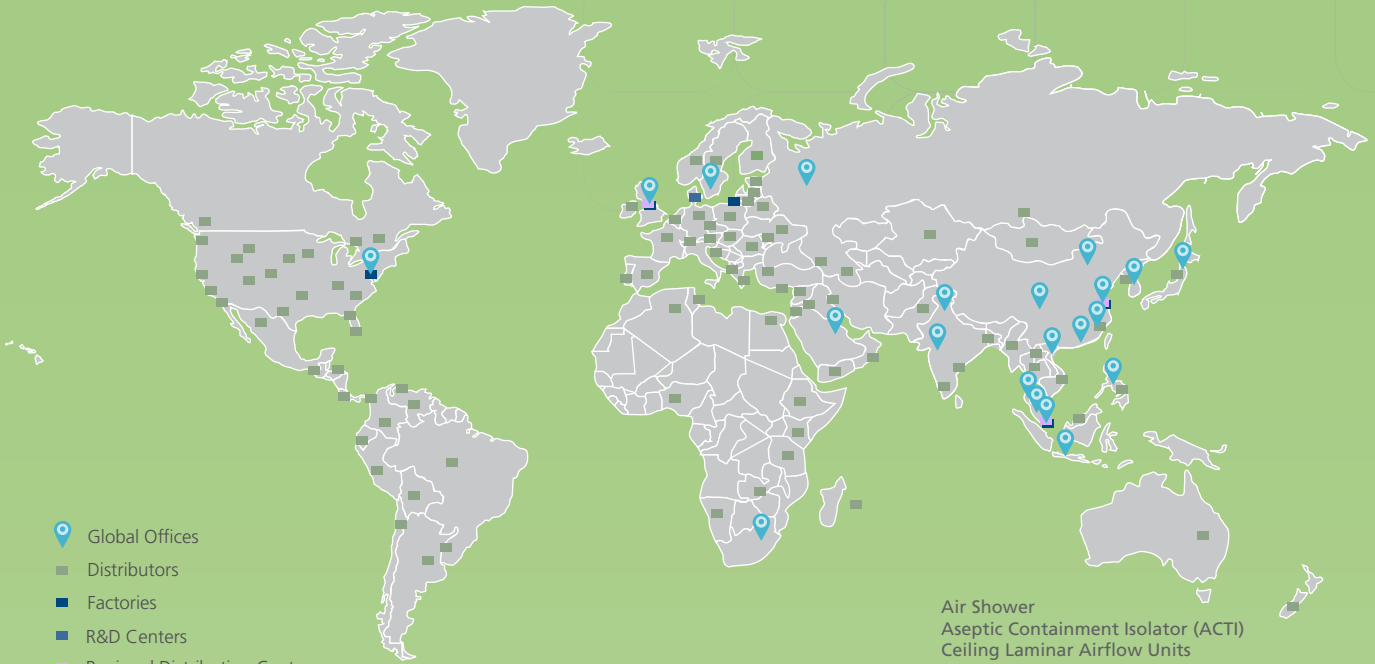 Global Offices
Distributors
Factories
R&D Centers
Air Shower
Aseptic Containment Isolator (ACTI)
Ceiling Laminar Airflow Units